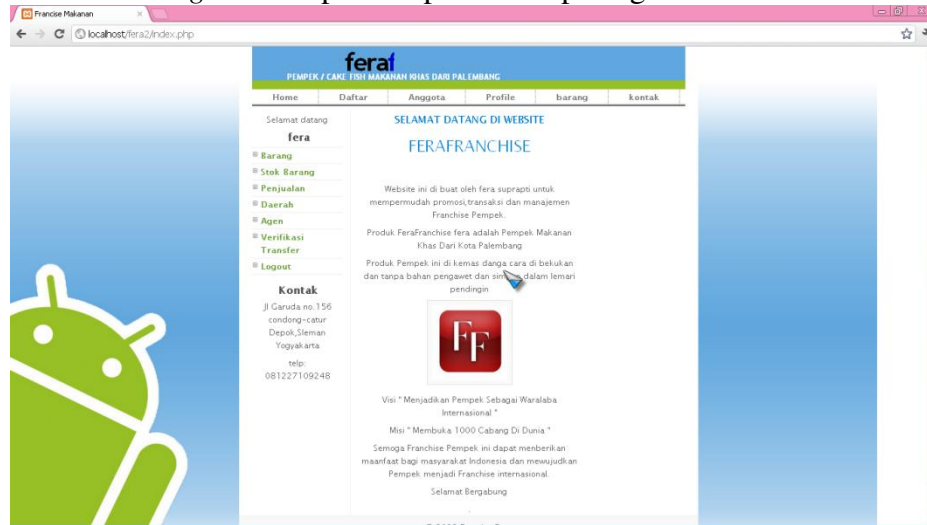 Francise Makanan
localhost/fera2/index.php
feraf
PEMPEK / CAKE FISH MAKANAN KHAS DARI PALEMBANG
Home Daftar Anggota Profile barang kontak
Selamat datang
fera
Barang
Stok Barang
Penjualan
Daerah
Agen
Verifikasi
Transfer
Logout
Kontak
Jl Garuda no.156
condong-catur
Depok,Sleman
Yogyakarta
telp:
081227109248
SELAMAT DATANG DI WEBSITE
FERAFRANCHISE
Website ini di buat oleh fera suprapti untuk
mempermudah promosi,transaksi dan manajemen
Franchise Pempek.
Produk FeraFranchise fera adalah Pempek Makanan
Khas Dari Kota Palembang
Produk Pempek ini di kemas danga cara di bekukan
dan tanpa bahan pengawet dan dalam lemari
pendingin
FF
Visi " Menjadikan Pempek Sebagai Waralaba
Internasional "
Misi " Membuka 1000 Cabang Di Dunia "
Semoga Franchise Pempek ini dapat menberikan
maanfaat bagi masyarakat Indonesia dan mewujudkan
Pempek menjadi Franchise internasional.
Selamat Bergabung
.